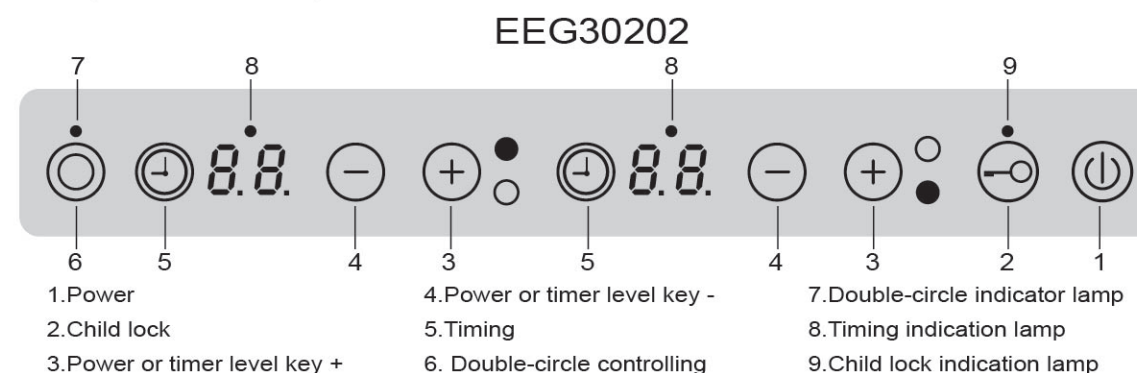 EEG30202
7 8 8 9
8.8. 8.8.
6 5 4 3 5 4 3 2 1
1.Power
2.Child lock
3.Power or timer level key +
4.Power or timer level key -
5.Timing
6. Double-circle controlling
7.Double-circle indicator lamp
8.Timing indication lamp
9.Child lock indication lamp